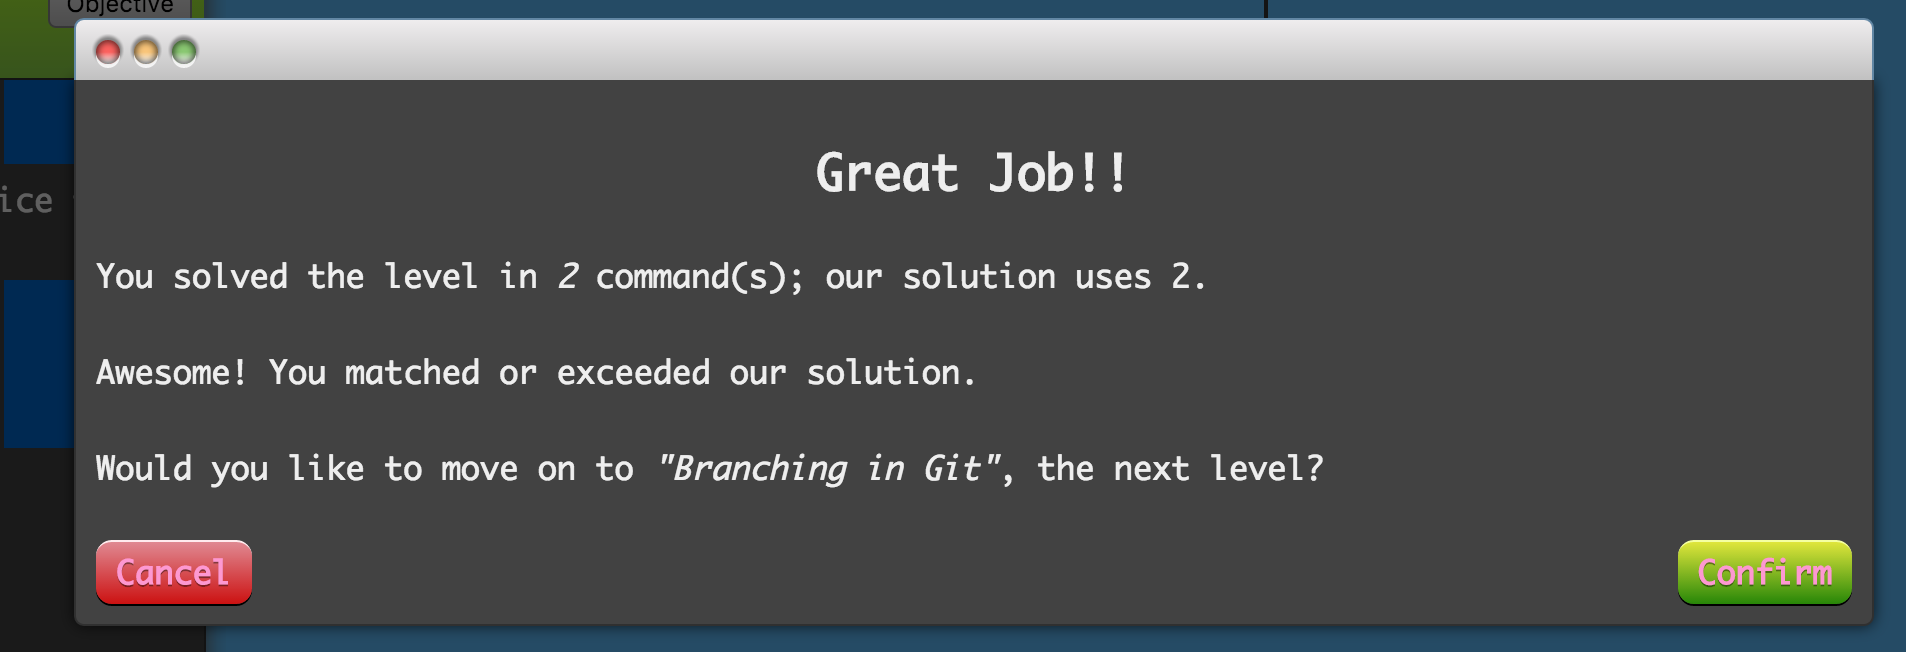 Objective
ice
Great Job!!
You solved the level in 2 command(s); our solution uses 2.
Awesome! You matched or exceeded our solution.
Would you like to move on to "Branching in Git", the next level?
Cancel
Confirm